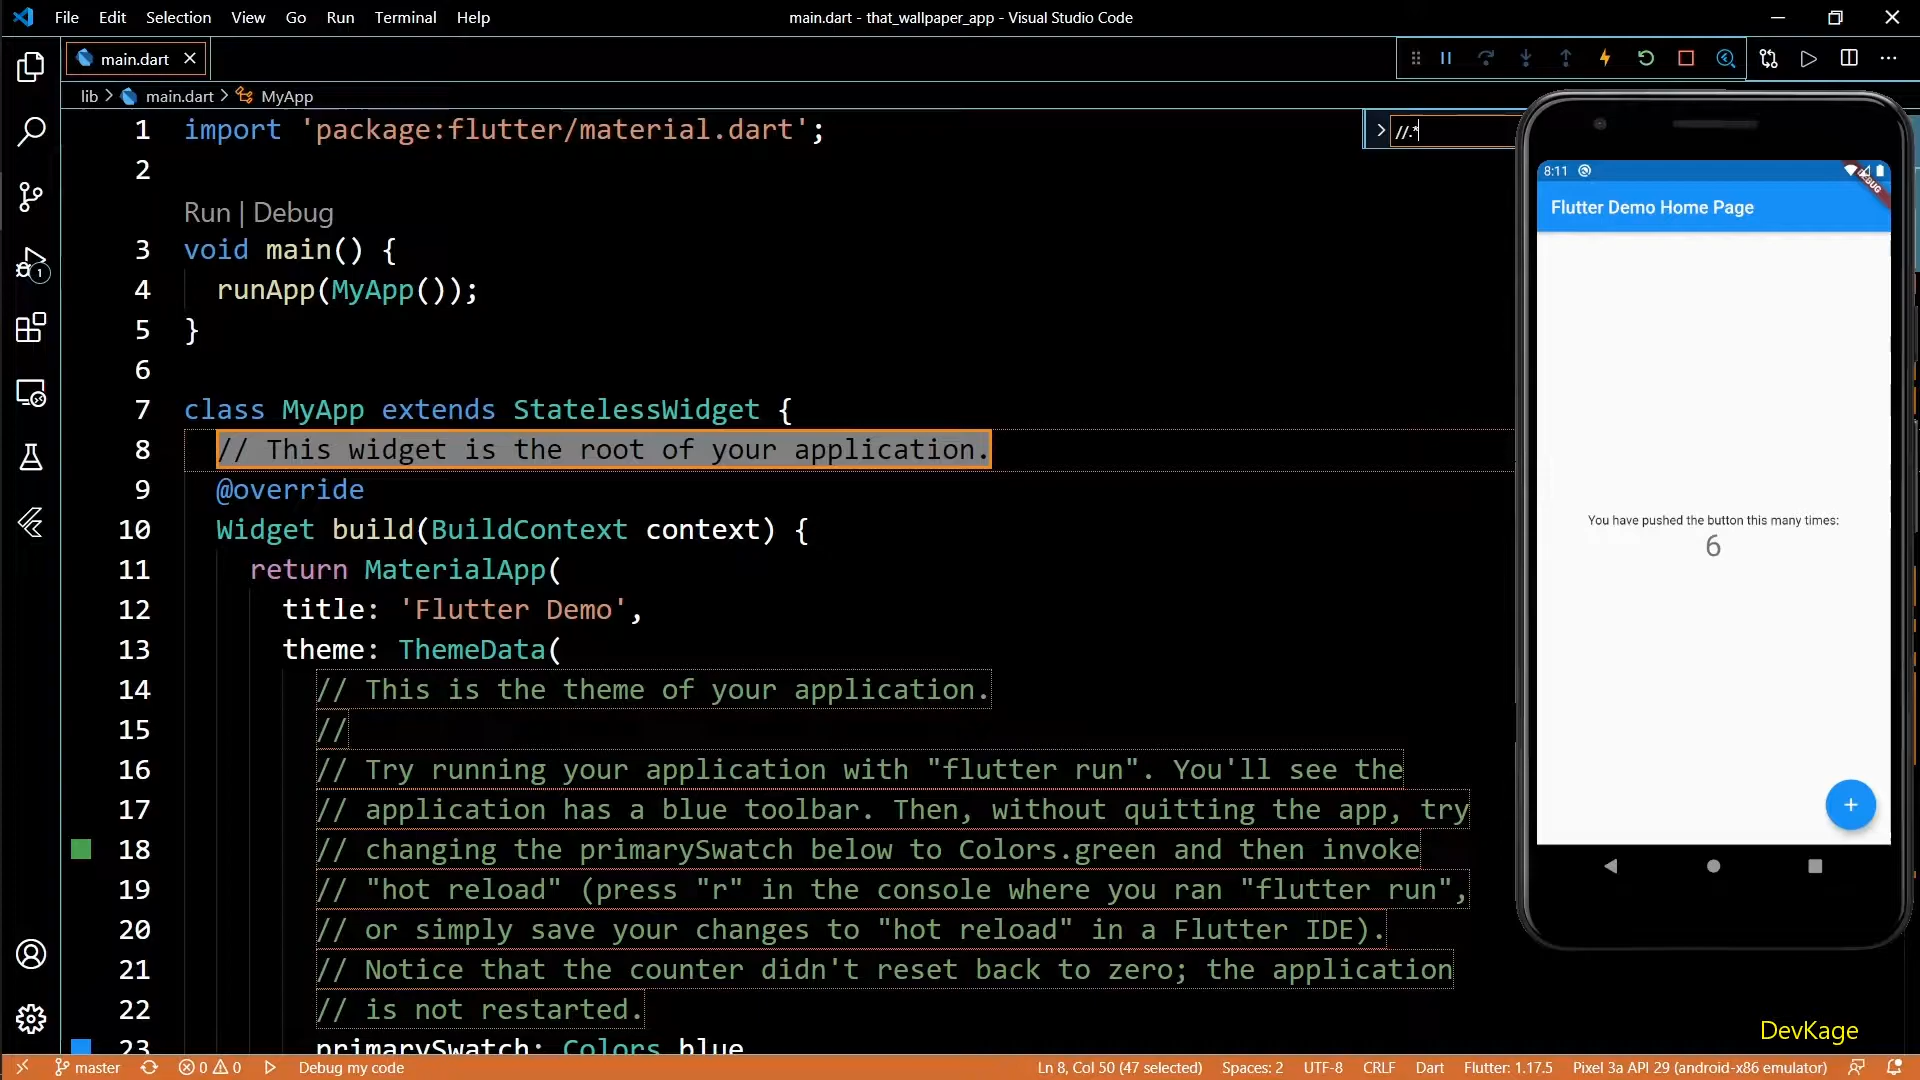 File Edit Selection View Go Run Terminal Help
main.dart - that_wallpaper_app - Visual Studio Code
main.dart
lib > main.dart > MyApp
//.*
1 import 'package:flutter/material.dart';
2
Run | Debug
3 void main() {
4 runApp(MyApp());
5 }
6
7 class MyApp extends StatelessWidget {
8 // This widget is the root of your application.
9 @override
10 Widget build(BuildContext context) {
11 return MaterialApp(
12 title: 'Flutter Demo',
13 theme: ThemeData(
14 // This is the theme of your application.
15 //
16 // Try running your application with "flutter run". You'll see the
17 // application has a blue toolbar. Then, without quitting the app, try
18 // changing the primarySwatch below to Colors.green and then invoke
19 // "hot reload" (press "r" in the console where you ran "flutter run",
20 // or simply save your changes to "hot reload" in a Flutter IDE).
21 // Notice that the counter didn't reset back to zero; the application
22 // is not restarted.
23 primarySwatch: Colors.blue
1
8:11
DEBUG
Flutter Demo Home Page
You have pushed the button this many times:
6
+
DevKage
master
0 0
Debug my code
Ln 8, Col 50 (47 selected) Spaces: 2 UTF-8 CRLF Dart Flutter: 1.17.5 Pixel 3a API 29 (android-x86 emulator)